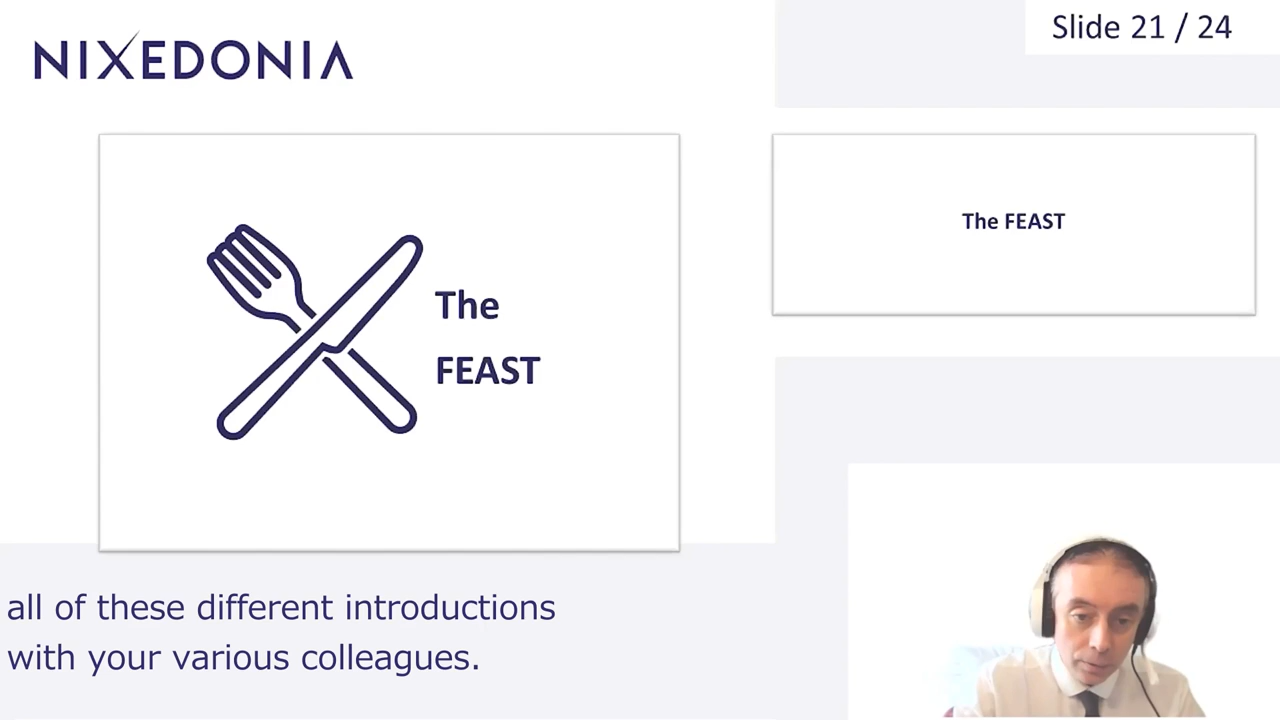 NIXEDONIA
Slide 21 / 24
The
FEAST
The FEAST
all of these different introductions
with your various colleagues.